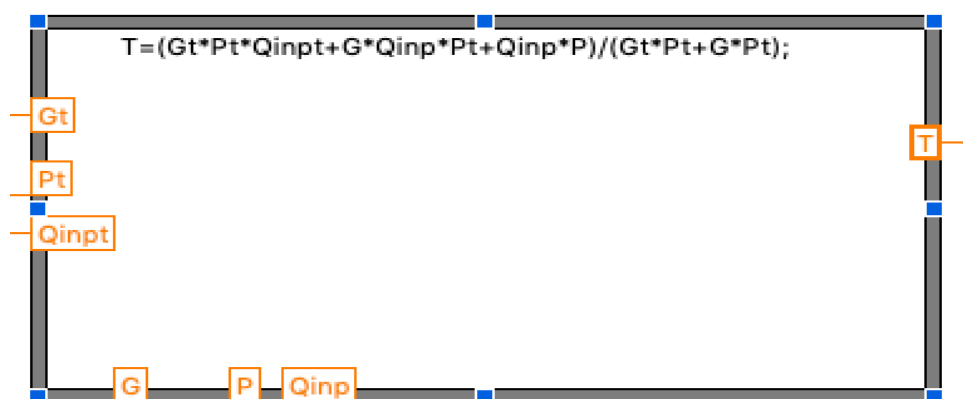 T=(Gt*Pt*Qinpt+G*Qinp*Pt+Qinp*P)/(Gt*Pt+G*Pt);
Gt
T
Pt
Qinpt
G P Qinp